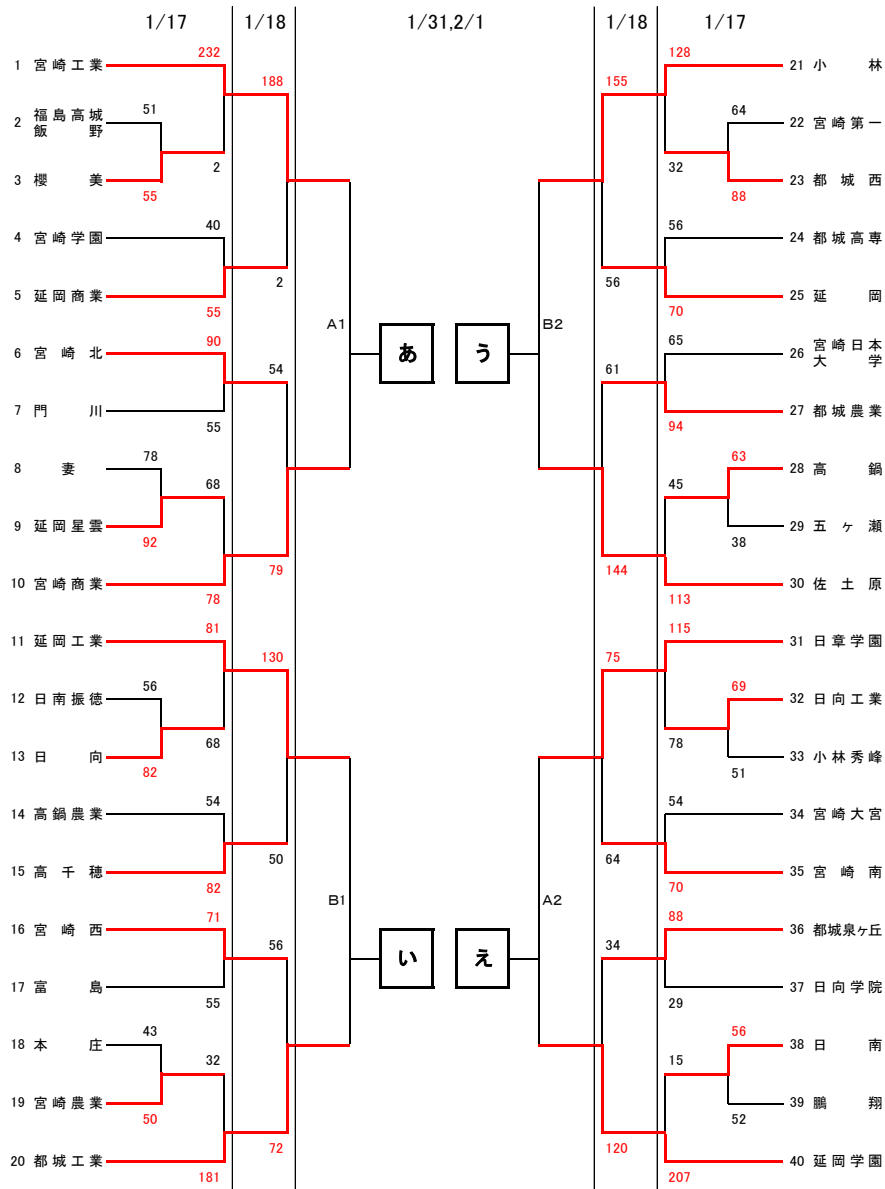 1/17 1/18 1/31,2/1 1/18 1/17
232 128
1 宮崎工業 188 155 21 小林
2 福島高城
飯野 51 64 22 宮崎第一
2 32
3 櫻美 55 88 23 都城西
4 宮崎学園 40 56 24 都城高専
2 56
5 延岡商業 55 70 25 延岡
A1 あ う B2
6 宮崎北 90 65 26 宮崎日本
大学
54 61
7 門川 55 94 27 都城農業
8 妻 78 63 28 高鍋
68 45
9 延岡星雲 92 38 29 五ヶ瀬
79 144
10 宮崎商業 78 113 30 佐土原
11 延岡工業 81 115 31 日章学園
130 75
12 日南振徳 56 69 32 日向工業
68 78
13 日向 82 51 33 小林秀峰
14 高鍋農業 54 54 34 宮崎大宮
50 64
15 高千穂 82 70 35 宮崎南
B1 い え A2
16 宮崎西 71 88 36 都城泉ヶ丘
56 34
17 富島 55 29 37 日向学院
18 本庄 43 56 38 日南
32 15
19 宮崎農業 50 52 39 鵬翔
72 120
20 都城工業 181 207 40 延岡学園